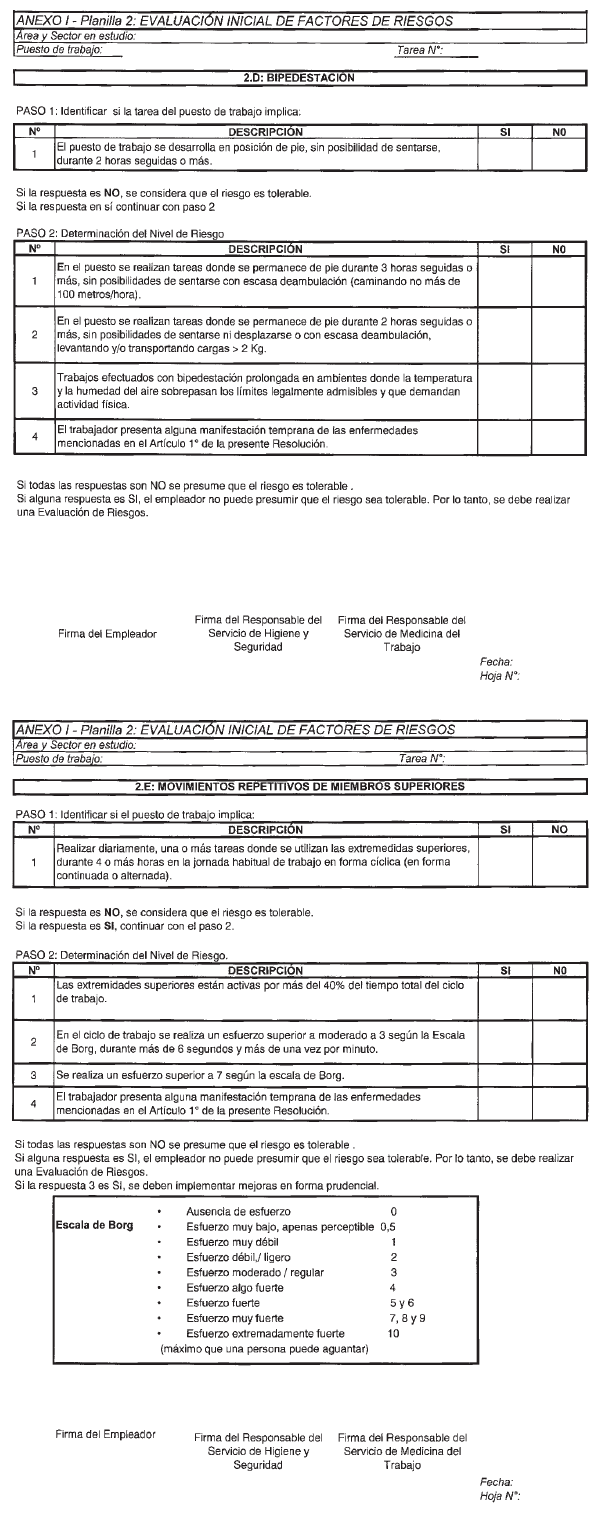 ANEXO I - Planilla 2: EVALUACIÓN INICIAL DE FACTORES DE RIESGOS
Área y Sector en estudio:
Puesto de trabajo: Tarea N°:
2.D: BIPEDESTACIÓN
PASO 1: Identificar si la tarea del puesto de trabajo implica:
Nº DESCRIPCIÓN SI N0
1 El puesto de trabajo se desarrolla en posición de pie, sin posibilidad de sentarse,
durante 2 horas seguidas o más.
Si la respuesta es NO, se considera que el riesgo es tolerable.
Si la respuesta en sí continuar con paso 2
PASO 2: Determinación del Nivel de Riesgo
Nº DESCRIPCIÓN SI N0
1 En el puesto se realizan tareas donde se permanece de pie durante 3 horas seguidas o
más, sin posibilidades de sentarse con escasa deambulación (caminando no más de
100 metros/hora).
2 En el puesto se realizan tareas donde se permanece de pie durante 2 horas seguidas o
más, sin posibilidades de sentarse ni desplazarse o con escasa deambulación,
levantando y/o transportando cargas > 2 Kg.
3 Trabajos efectuados con bipedestación prolongada en ambientes donde la temperatura
y la humedad del aire sobrepasan los límites legalmente admisibles y que demandan
actividad física.
4 El trabajador presenta alguna manifestación temprana de las enfermedades
mencionadas en el Artículo 1° de la presente Resolución.
Si todas las respuestas son NO se presume que el riesgo es tolerable .
Si alguna respuesta es SI, el empleador no puede presumir que el riesgo sea tolerable. Por lo tanto, se debe realizar
una Evaluación de Riesgos.
Firma del Empleador
Firma del Responsable del
Servicio de Higiene y
Seguridad
Firma del Responsable del
Servicio de Medicina del
Trabajo
Fecha:
Hoja N°:
ANEXO I - Planilla 2: EVALUACIÓN INICIAL DE FACTORES DE RIESGOS
Área y Sector en estudio:
Puesto de trabajo: Tarea N°:
2.E: MOVIMIENTOS REPETITIVOS DE MIEMBROS SUPERIORES
PASO 1: Identificar si el puesto de trabajo implica:
Nº DESCRIPCIÓN SI NO
1 Realizar diariamente, una o más tareas donde se utilizan las extremedidas superiores,
durante 4 o más horas en la jornada habitual de trabajo en forma cíclica (en forma
continuada o alternada).
Si la respuesta es NO, se considera que el riesgo es tolerable.
Si la respuesta es SI, continuar con el paso 2.
PASO 2: Determinación del Nivel de Riesgo.
Nº DESCRIPCIÓN SI N0
1 Las extremidades superiores están activas por más del 40% del tiempo total del ciclo
de trabajo.
2 En el ciclo de trabajo se realiza un esfuerzo superior a moderado a 3 según la Escala
de Borg, durante más de 6 segundos y más de una vez por minuto.
3 Se realiza un esfuerzo superior a 7 según la escala de Borg.
4 El trabajador presenta alguna manifestación temprana de las enfermedades
mencionadas en el Artículo 1° de la presente Resolución.
Si todas las respuestas son NO se presume que el riesgo es tolerable .
Si alguna respuesta es SI, el empleador no puede presumir que el riesgo sea tolerable. Por lo tanto, se debe realizar
una Evaluación de Riesgos.
Si la respuesta 3 es SI, se deben implementar mejoras en forma prudencial.
Escala de Borg
• Ausencia de esfuerzo 0
• Esfuerzo muy bajo, apenas perceptible 0,5
• Esfuerzo muy débil 1
• Esfuerzo débil,/ ligero 2
• Esfuerzo moderado / regular 3
• Esfuerzo algo fuerte 4
• Esfuerzo fuerte 5 y 6
• Esfuerzo muy fuerte 7, 8 y 9
• Esfuerzo extremadamente fuerte 10
(máximo que una persona puede aguantar)
Firma del Empleador
Firma del Responsable del
Servicio de Higiene y
Seguridad
Firma del Responsable del
Servicio de Medicina del
Trabajo
Fecha:
Hoja N°: